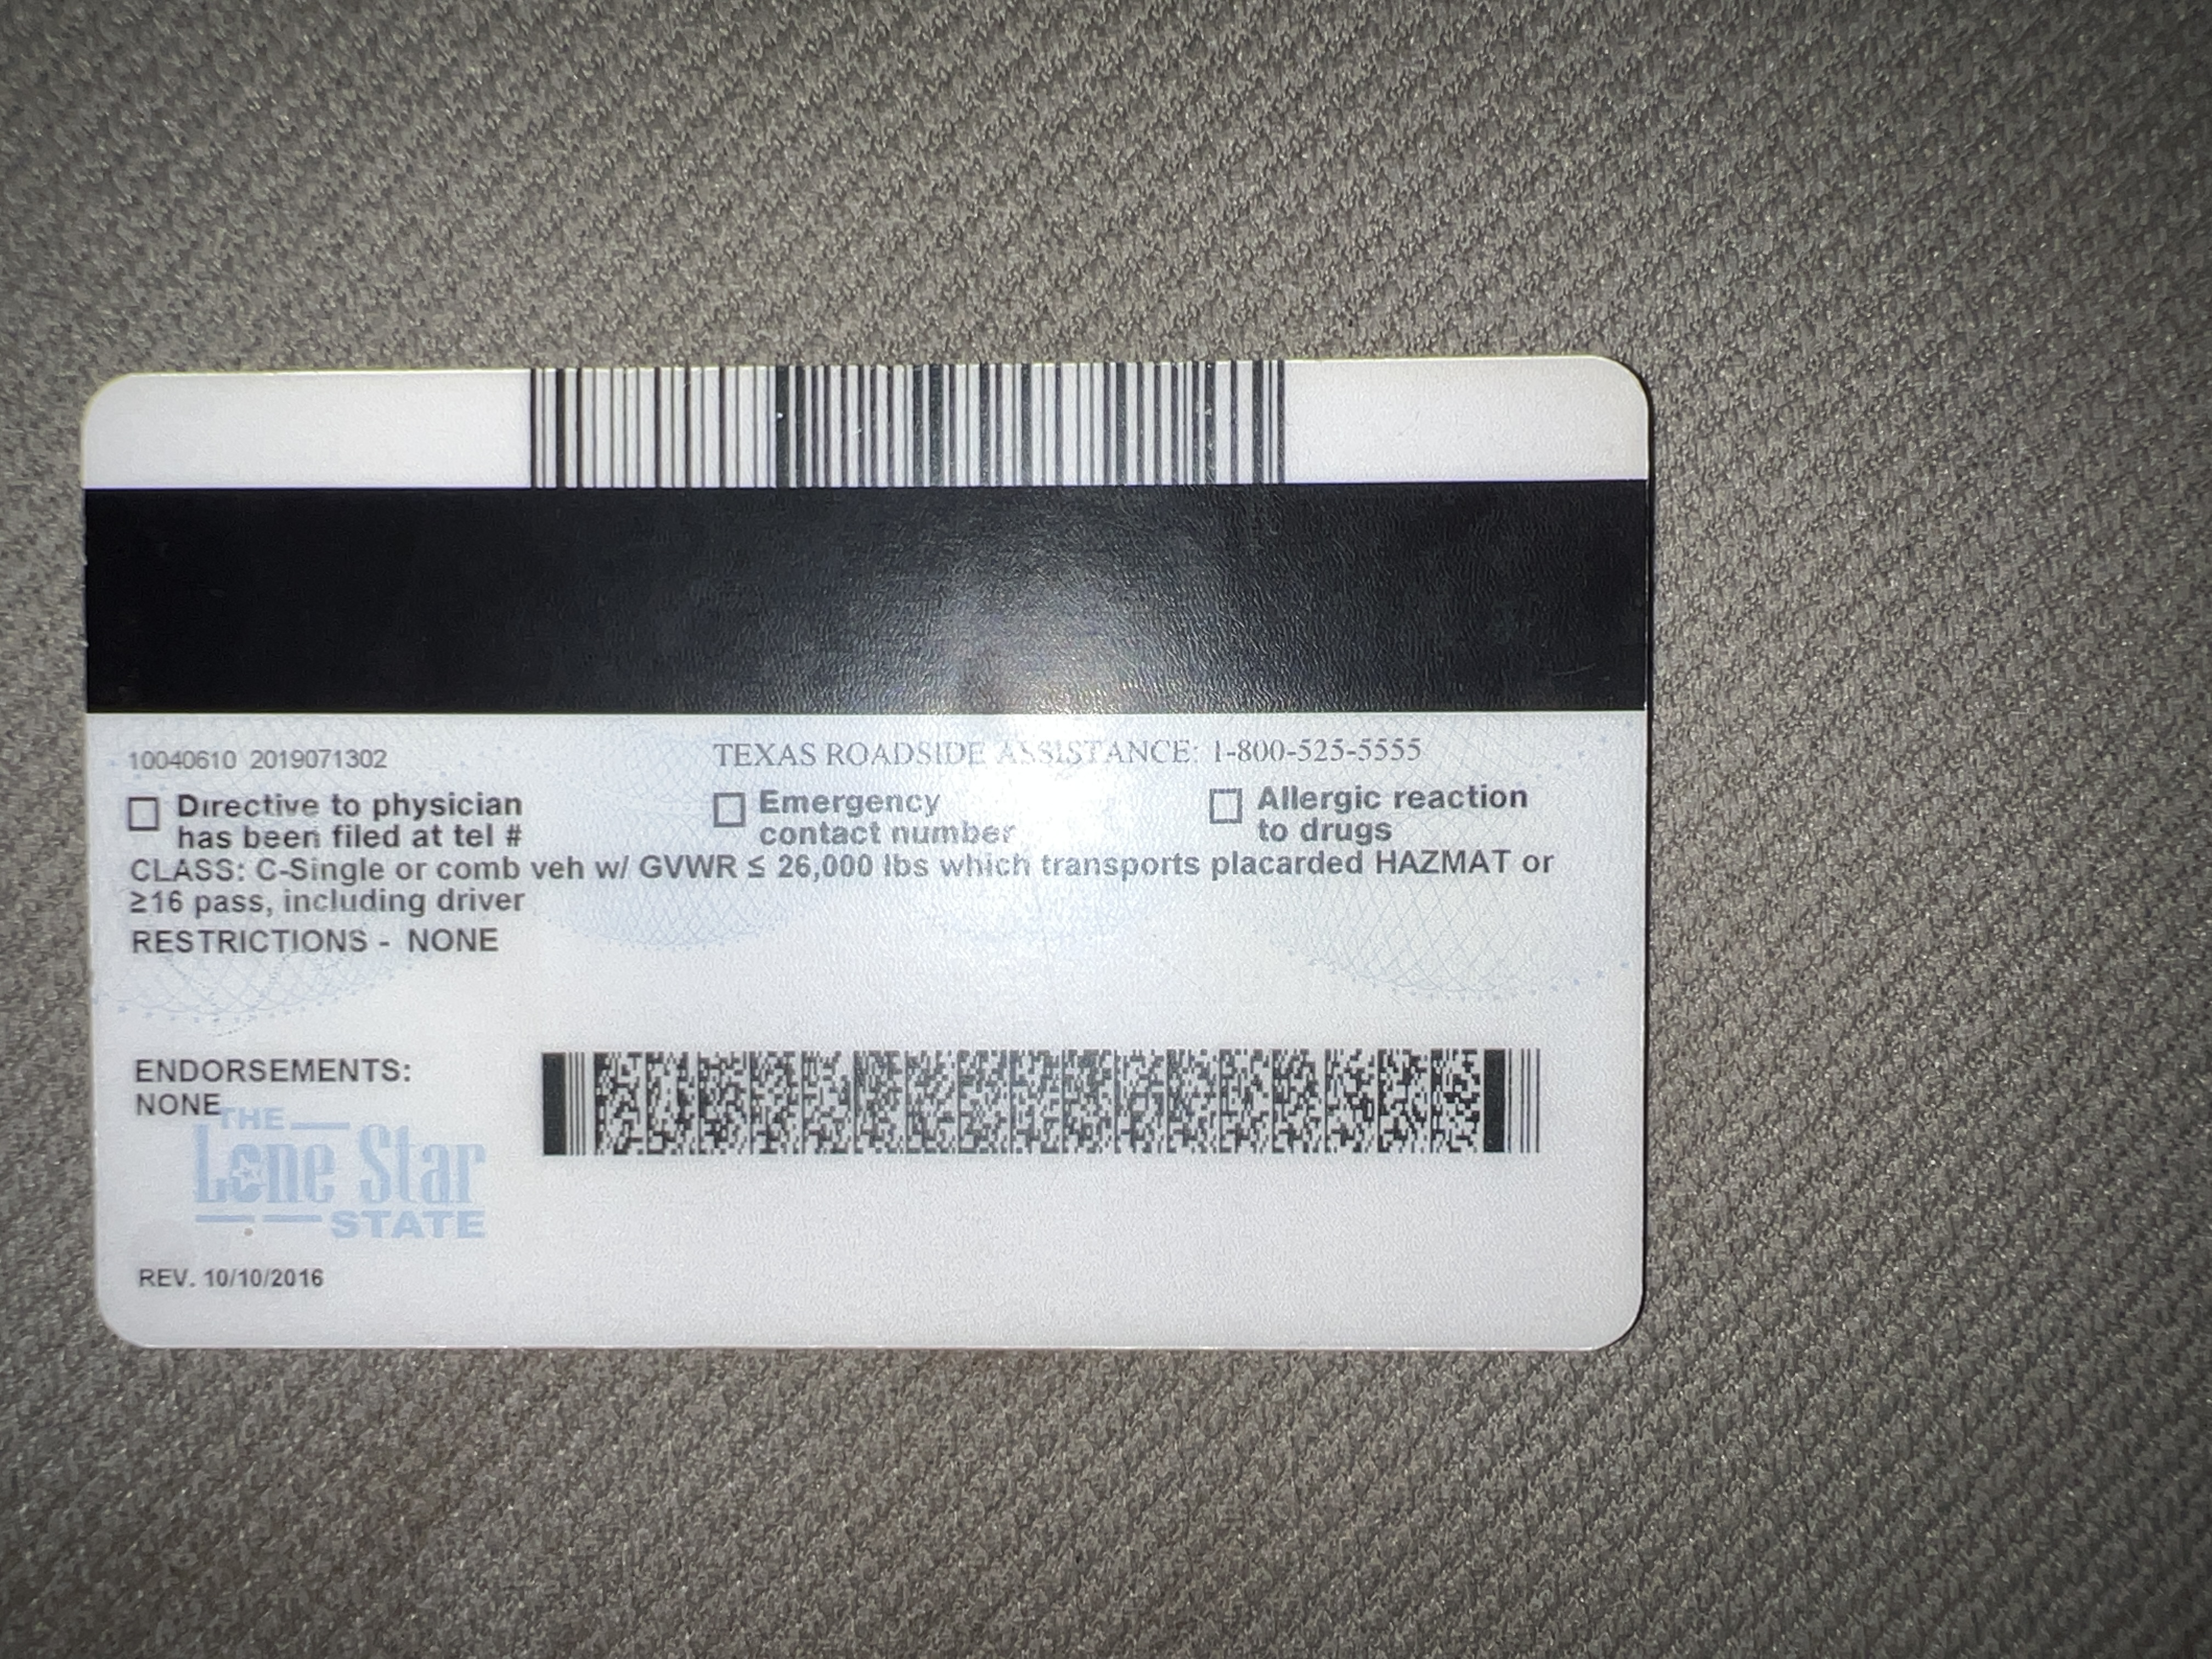 10040610 2019071302
TEXAS ROADSIDE ASSISTANCE: 1-800-525-5555
Directive to physician
has been filed at tel #
Emergency
contact number
Allergic reaction
to drugs
CLASS: C-Single or comb veh w/ GVWR ≤ 26,000 lbs which transports placarded HAZMAT or
≥16 pass, including driver
RESTRICTIONS - NONE
ENDORSEMENTS:
NONE
THE
Lone Star
STATE
REV. 10/10/2016